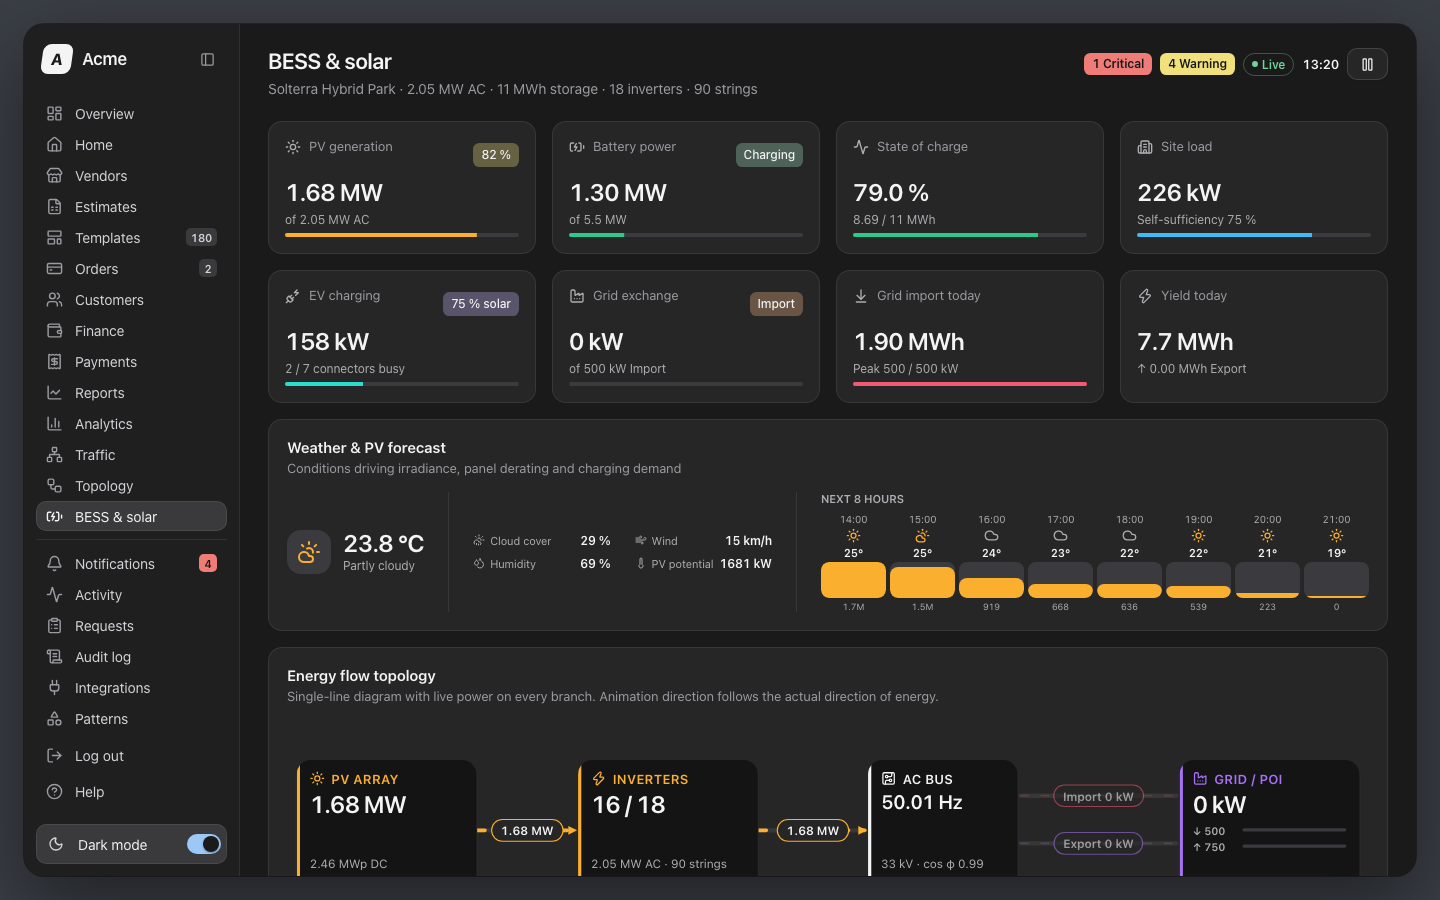 A Acme
Overview
Home
Vendors
Estimates
Templates 180
Orders 2
Customers
Finance
Payments
Reports
Analytics
Traffic
Topology
BESS & solar
Notifications 4
Activity
Requests
Audit log
Integrations
Patterns
Log out
Help
Dark mode
BESS & solar
Solterra Hybrid Park · 2.05 MW AC · 11 MWh storage · 18 inverters · 90 strings
1 Critical 4 Warning Live 13:20
PV generation 82 %
1.68 MW
of 2.05 MW AC
Battery power Charging
1.30 MW
of 5.5 MW
State of charge
79.0 %
8.69 / 11 MWh
Site load
226 kW
Self-sufficiency 75 %
EV charging 75 % solar
158 kW
2 / 7 connectors busy
Grid exchange Import
0 kW
of 500 kW Import
Grid import today
1.90 MWh
Peak 500 / 500 kW
Yield today
7.7 MWh
↑ 0.00 MWh Export
Weather & PV forecast
Conditions driving irradiance, panel derating and charging demand
23.8 °C
Partly cloudy
Cloud cover 29 % Wind 15 km/h
Humidity 69 % PV potential 1681 kW
NEXT 8 HOURS
14:00 15:00 16:00 17:00 18:00 19:00 20:00 21:00
25° 25° 24° 23° 22° 22° 21° 19°
1.7M 1.5M 919 668 636 539 223 0
Energy flow topology
Single-line diagram with live power on every branch. Animation direction follows the actual direction of energy.
PV ARRAY
1.68 MW
2.46 MWp DC
1.68 MW
INVERTERS
16 / 18
2.05 MW AC · 90 strings
1.68 MW
AC BUS
50.01 Hz
33 kV · cos φ 0.99
Import 0 kW
Export 0 kW
GRID / POI
0 kW
↓ 500
↑ 750